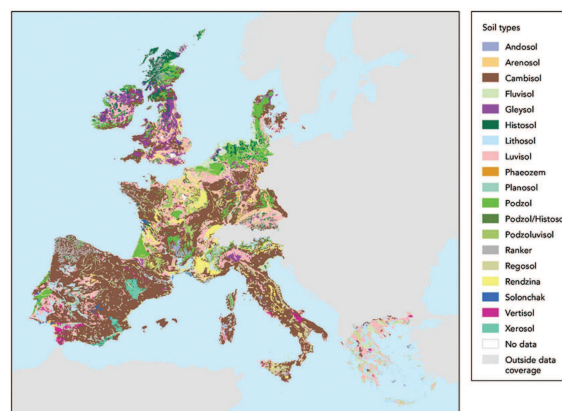 Soil types
Andosol
Arenosol
Cambisol
Fluvisol
Gleysol
Histosol
Lithosol
Luvisol
Phaeozem
Planosol
Podzol
Podzol/Histosol
Podzoluvisol
Ranker
Regosol
Rendzina
Solonchak
Vertisol
Xerosol
No data
Outside data
coverage